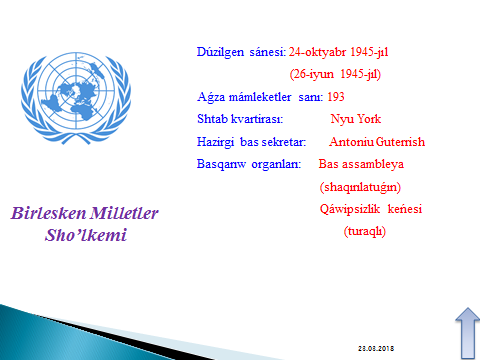 Dúzilgen sánesi: 24-oktyabr 1945-jıl
(26-iyun 1945-jıl)
Aǵza mámleketler sanı: 193
Shtab kvartirası: Nyu York
Hazirgi bas sekretar: Antoniu Guterrish
Basqarıw organları: Bas assambleya
(shaqırılatuǵın)
Qáwipsizlik keńesi
(turaqlı)
Birlesken Milletler
Sho’lkemi
23.03.2018